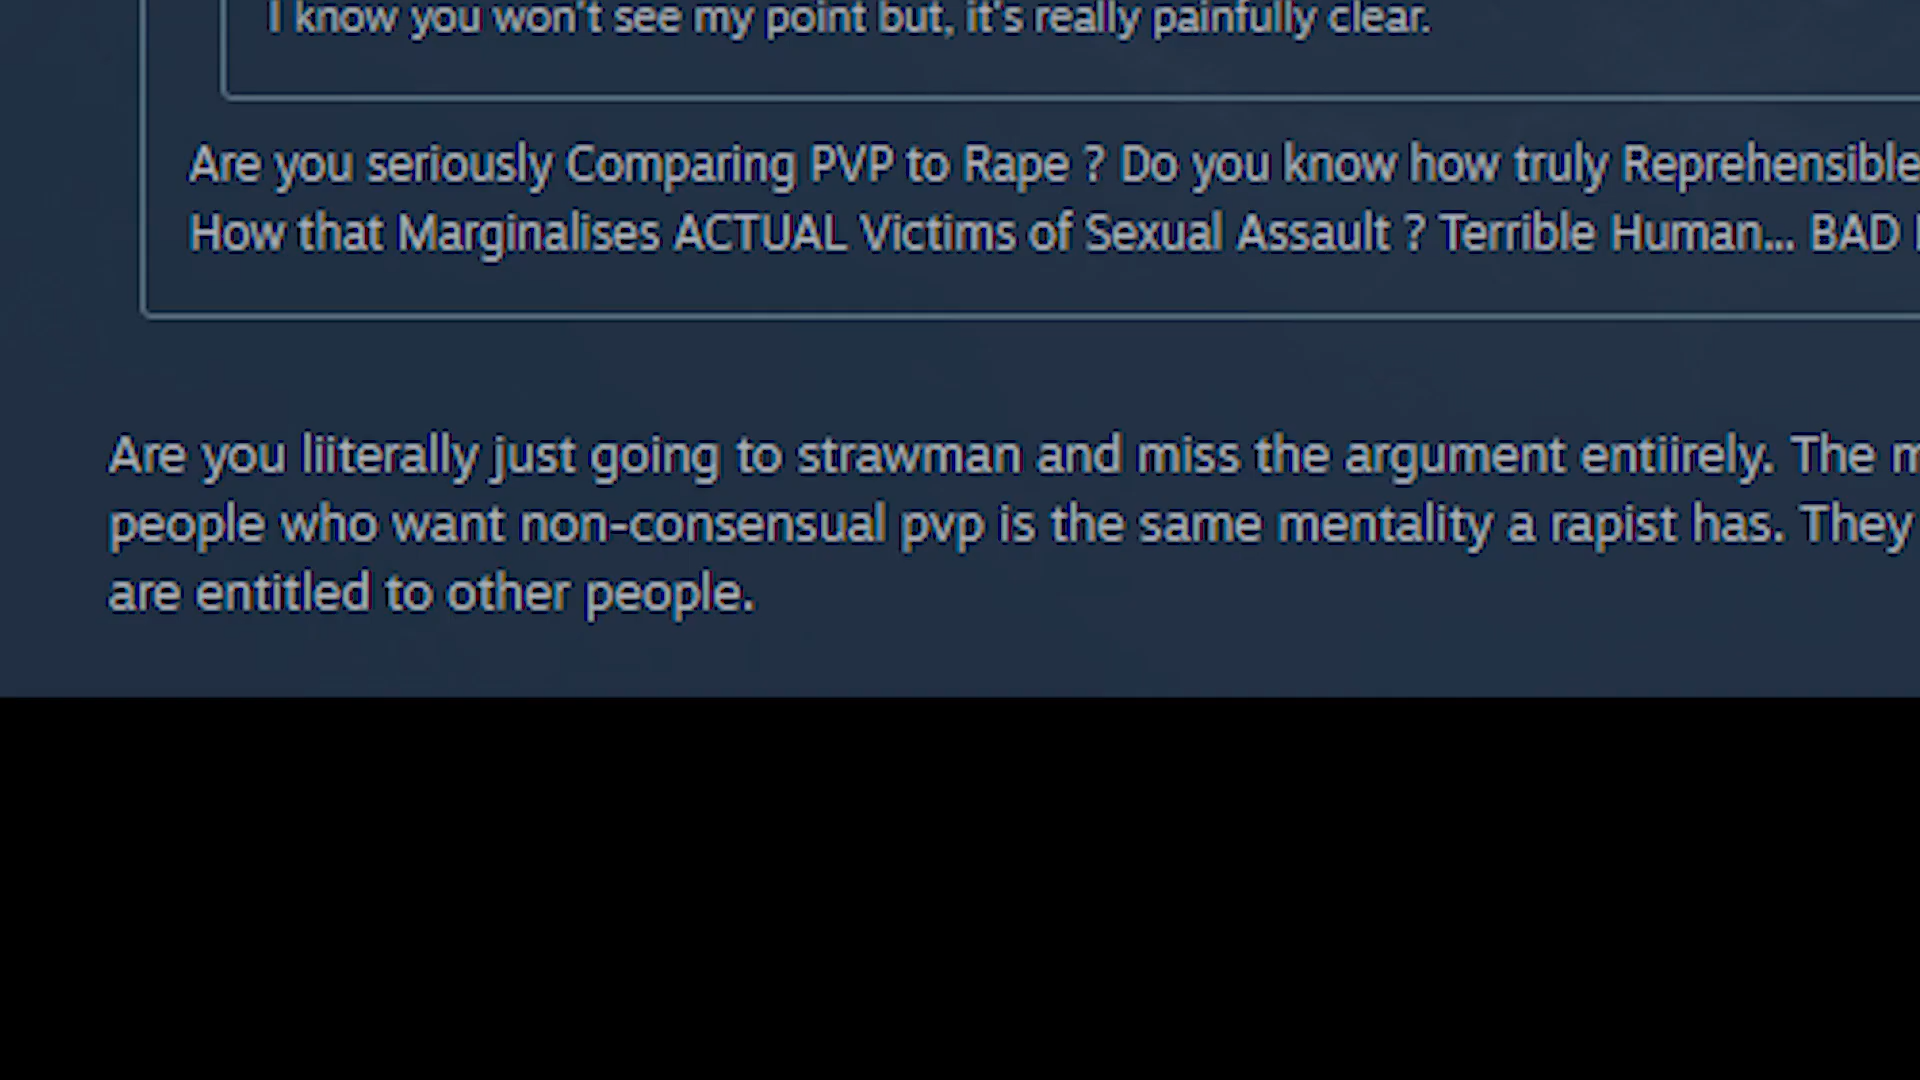 I know you won't see my point but, it's really painfully clear.
Are you seriously Comparing PVP to Rape ? Do you know how truly Reprehensible
How that Marginalises ACTUAL Victims of Sexual Assault ? Terrible Human... BAD
Are you liiterally just going to strawman and miss the argument entiirely. The
people who want non-consensual pvp is the same mentality a rapist has. They
are entitled to other people.